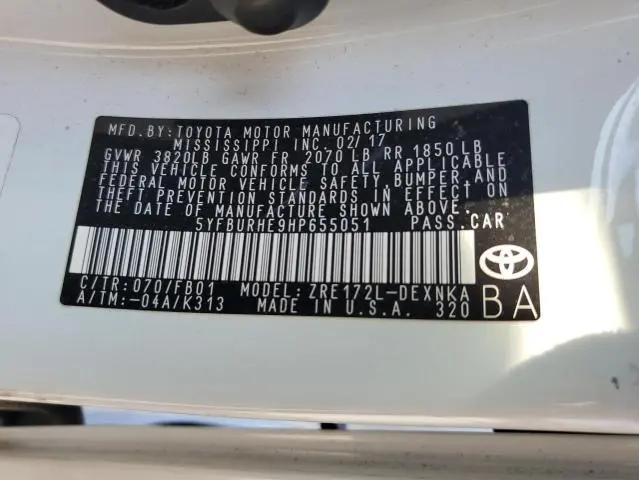 MFD.BY: TOYOTA MOTOR MANUFACTURING
MISSISSIPPI INC. 02/17
GVWR 3820LB GAWR FR 2070 LB RR 1850 LB
THIS VEHICLE CONFORMS TO ALL APPLICABLE
FEDERAL MOTOR VEHICLE SAFETY, BUMPER AND
THEFT PREVENTION STANDARDS IN EFFECT ON
THE DATE OF MANUFACTURE SHOWN ABOVE.
5YFBURHE9HP655051 PASS.CAR
C/TR: 070/FB01 MODEL: ZRE172L-DEXNKA
A/TM: -04A/K313 MADE IN U.S.A. 320
BA